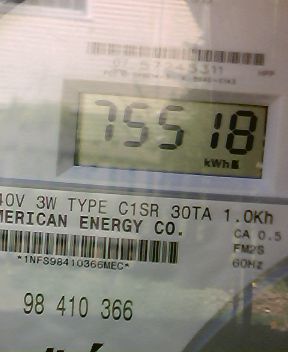 75518
kWh
40V 3W TYPE C1SR 30TA 1.0Kh
MERICAN ENERGY CO.
CA 0.5
FM2S
60Hz
*1NFS98410366MEC*
98 410 366